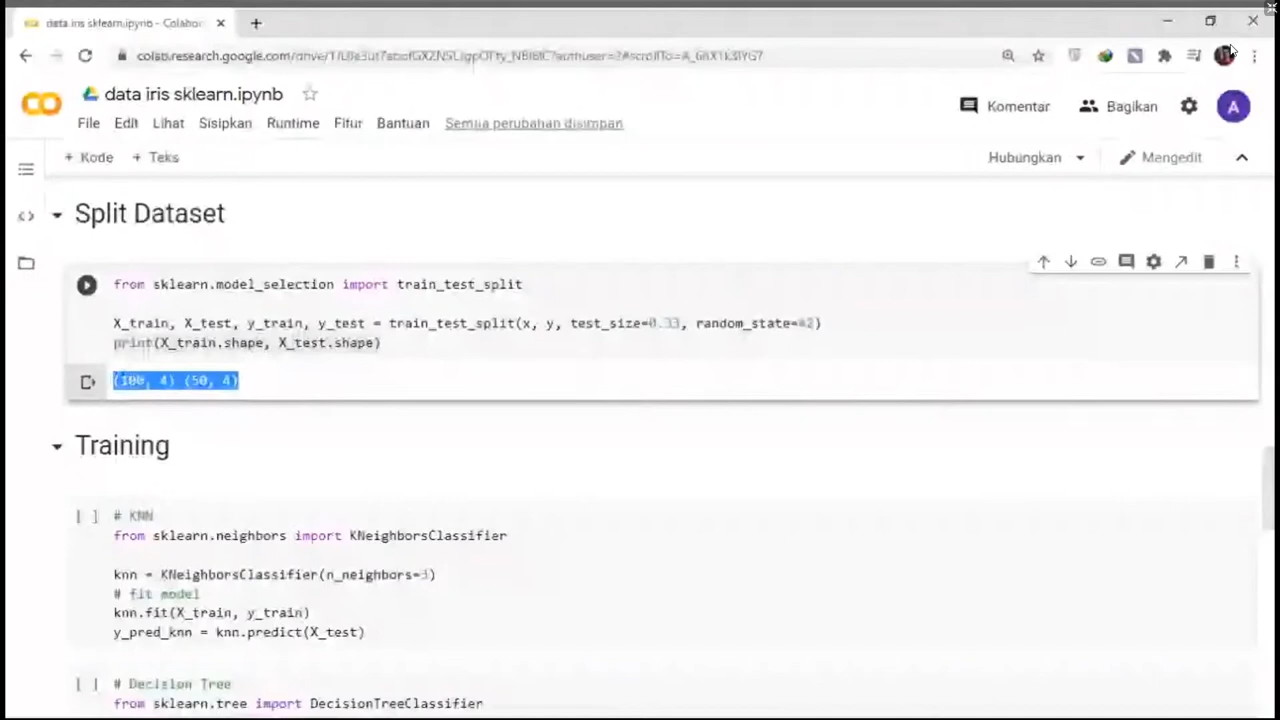 data iris sklearn.ipynb - Colabor
data iris sklearn.ipynb
Komentar
Bagikan
A
File Edit Lihat Sisipkan Runtime Fitur Bantuan Semua perubahan disimpan
+ Kode + Teks
Hubungkan
Mengedit
Split Dataset
from sklearn.model_selection import train_test_split
X_train, X_test, y_train, y_test = train_test_split(x, y, test_size=0.33, random_state=42)
print(X_train.shape, X_test.shape)
(100, 4) (50, 4)
Training
[ ] # KNN
from sklearn.neighbors import KNeighborsClassifier
knn = KNeighborsClassifier(n_neighbors=3)
# fit model
knn.fit(X_train, y_train)
y_pred_knn = knn.predict(X_test)
[ ] # Decision Tree
from sklearn.tree import DecisionTreeClassifier